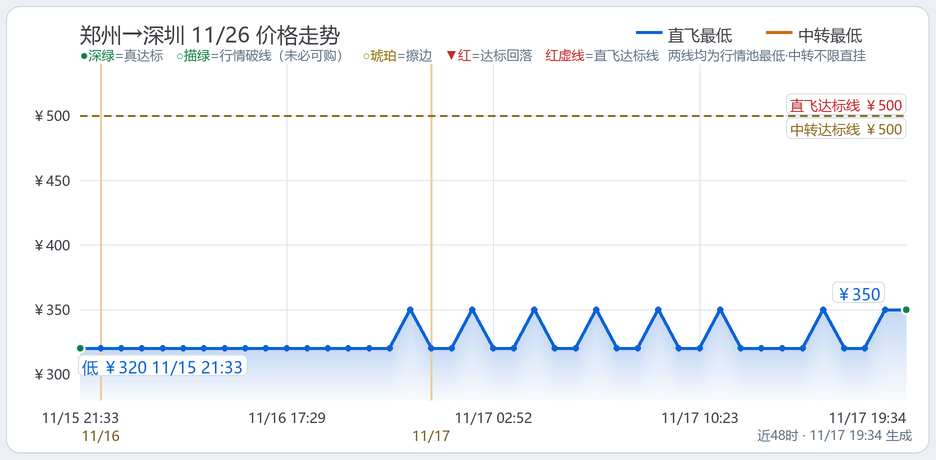 郑州→深圳 11/26 价格走势
直飞最低 中转最低
●深绿=真达标 ○描绿=行情破线（未必可购） ○琥珀=擦边 ▼红=达标回落 红虚线=直飞达标线 两线均为行情池最低·中转不限直挂
直飞达标线 ¥500
¥500
中转达标线 ¥500
¥450
¥400
¥350
¥350
低 ¥320 11/15 21:33
¥300
11/15 21:33 11/16 17:29 11/17 02:52 11/17 10:23 11/17 19:34
11/16 11/17 近48时 · 11/17 19:34 生成